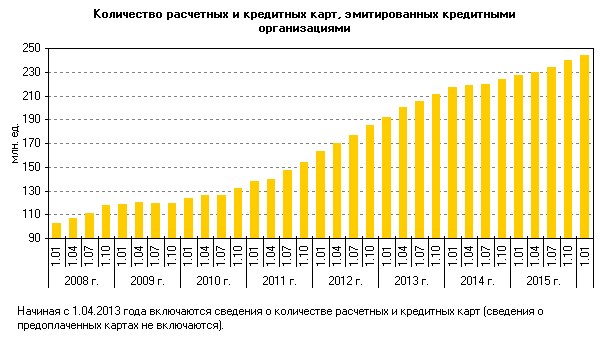 Количество расчетных и кредитных карт, эмитированных кредитными
организациями
млн. ед.
250
230
210
190
170
150
130
110
90
1.01 1.04 1.07 1.10 1.01 1.04 1.07 1.10 1.01 1.04 1.07 1.10 1.01 1.04 1.07 1.10 1.01 1.04 1.07 1.10 1.01 1.04 1.07 1.10 1.01 1.04 1.07 1.10 1.01 1.04 1.07 1.10 1.01
2008 г. 2009 г. 2010 г. 2011 г. 2012 г. 2013 г. 2014 г. 2015 г.
Начиная с 1.04.2013 года включаются сведения о количестве расчетных и кредитных карт (сведения о
предоплаченных картах не включаются).